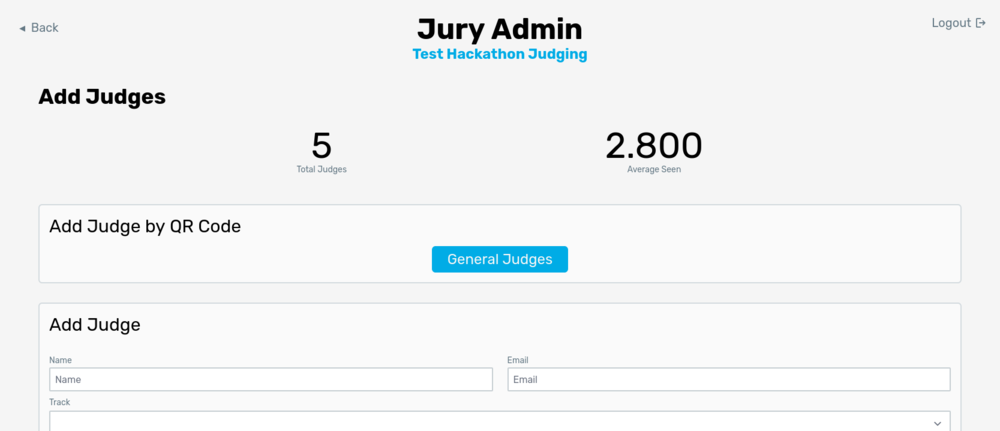 ◂ Back
Jury Admin
Logout
Test Hackathon Judging
Add Judges
5
Total Judges
2.800
Average Seen
Add Judge by QR Code
General Judges
Add Judge
Name
Name
Email
Email
Track